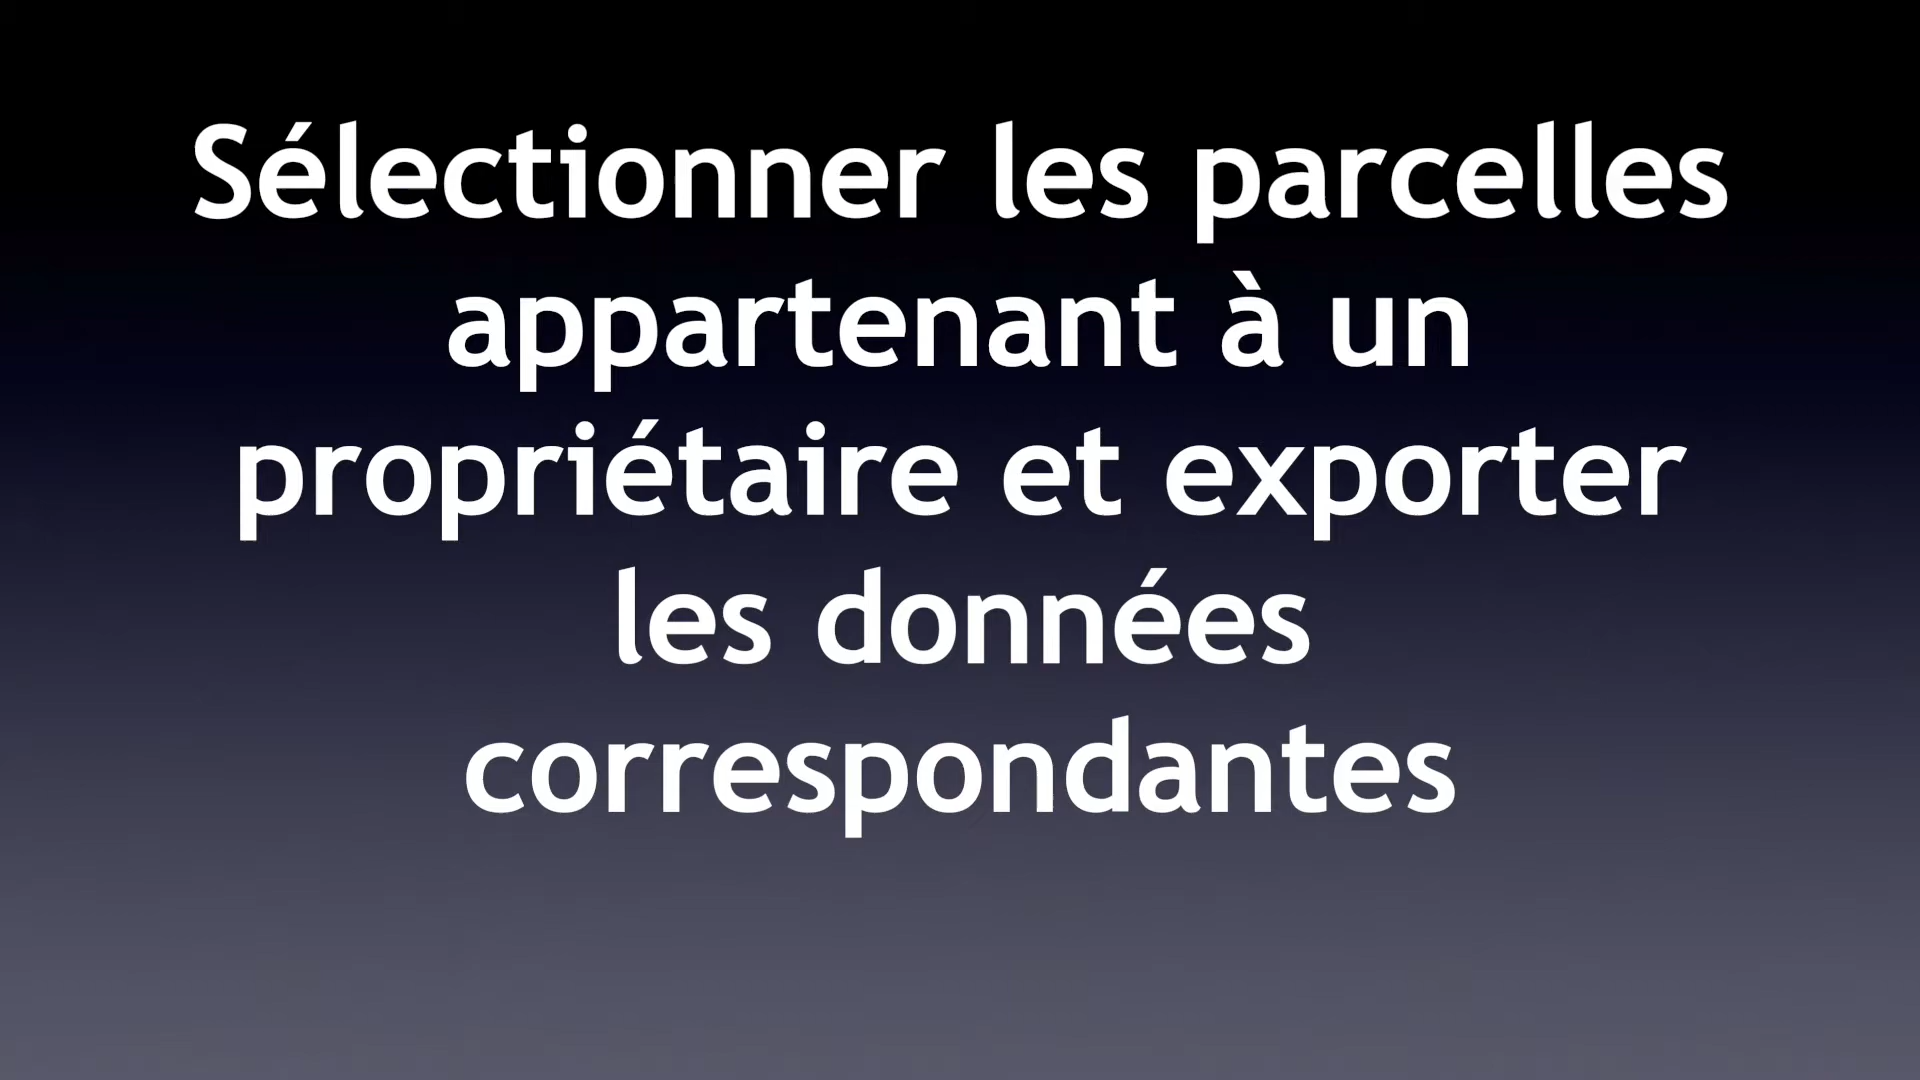 Sélectionner les parcelles
appartenant à un
propriétaire et exporter
les données
correspondantes